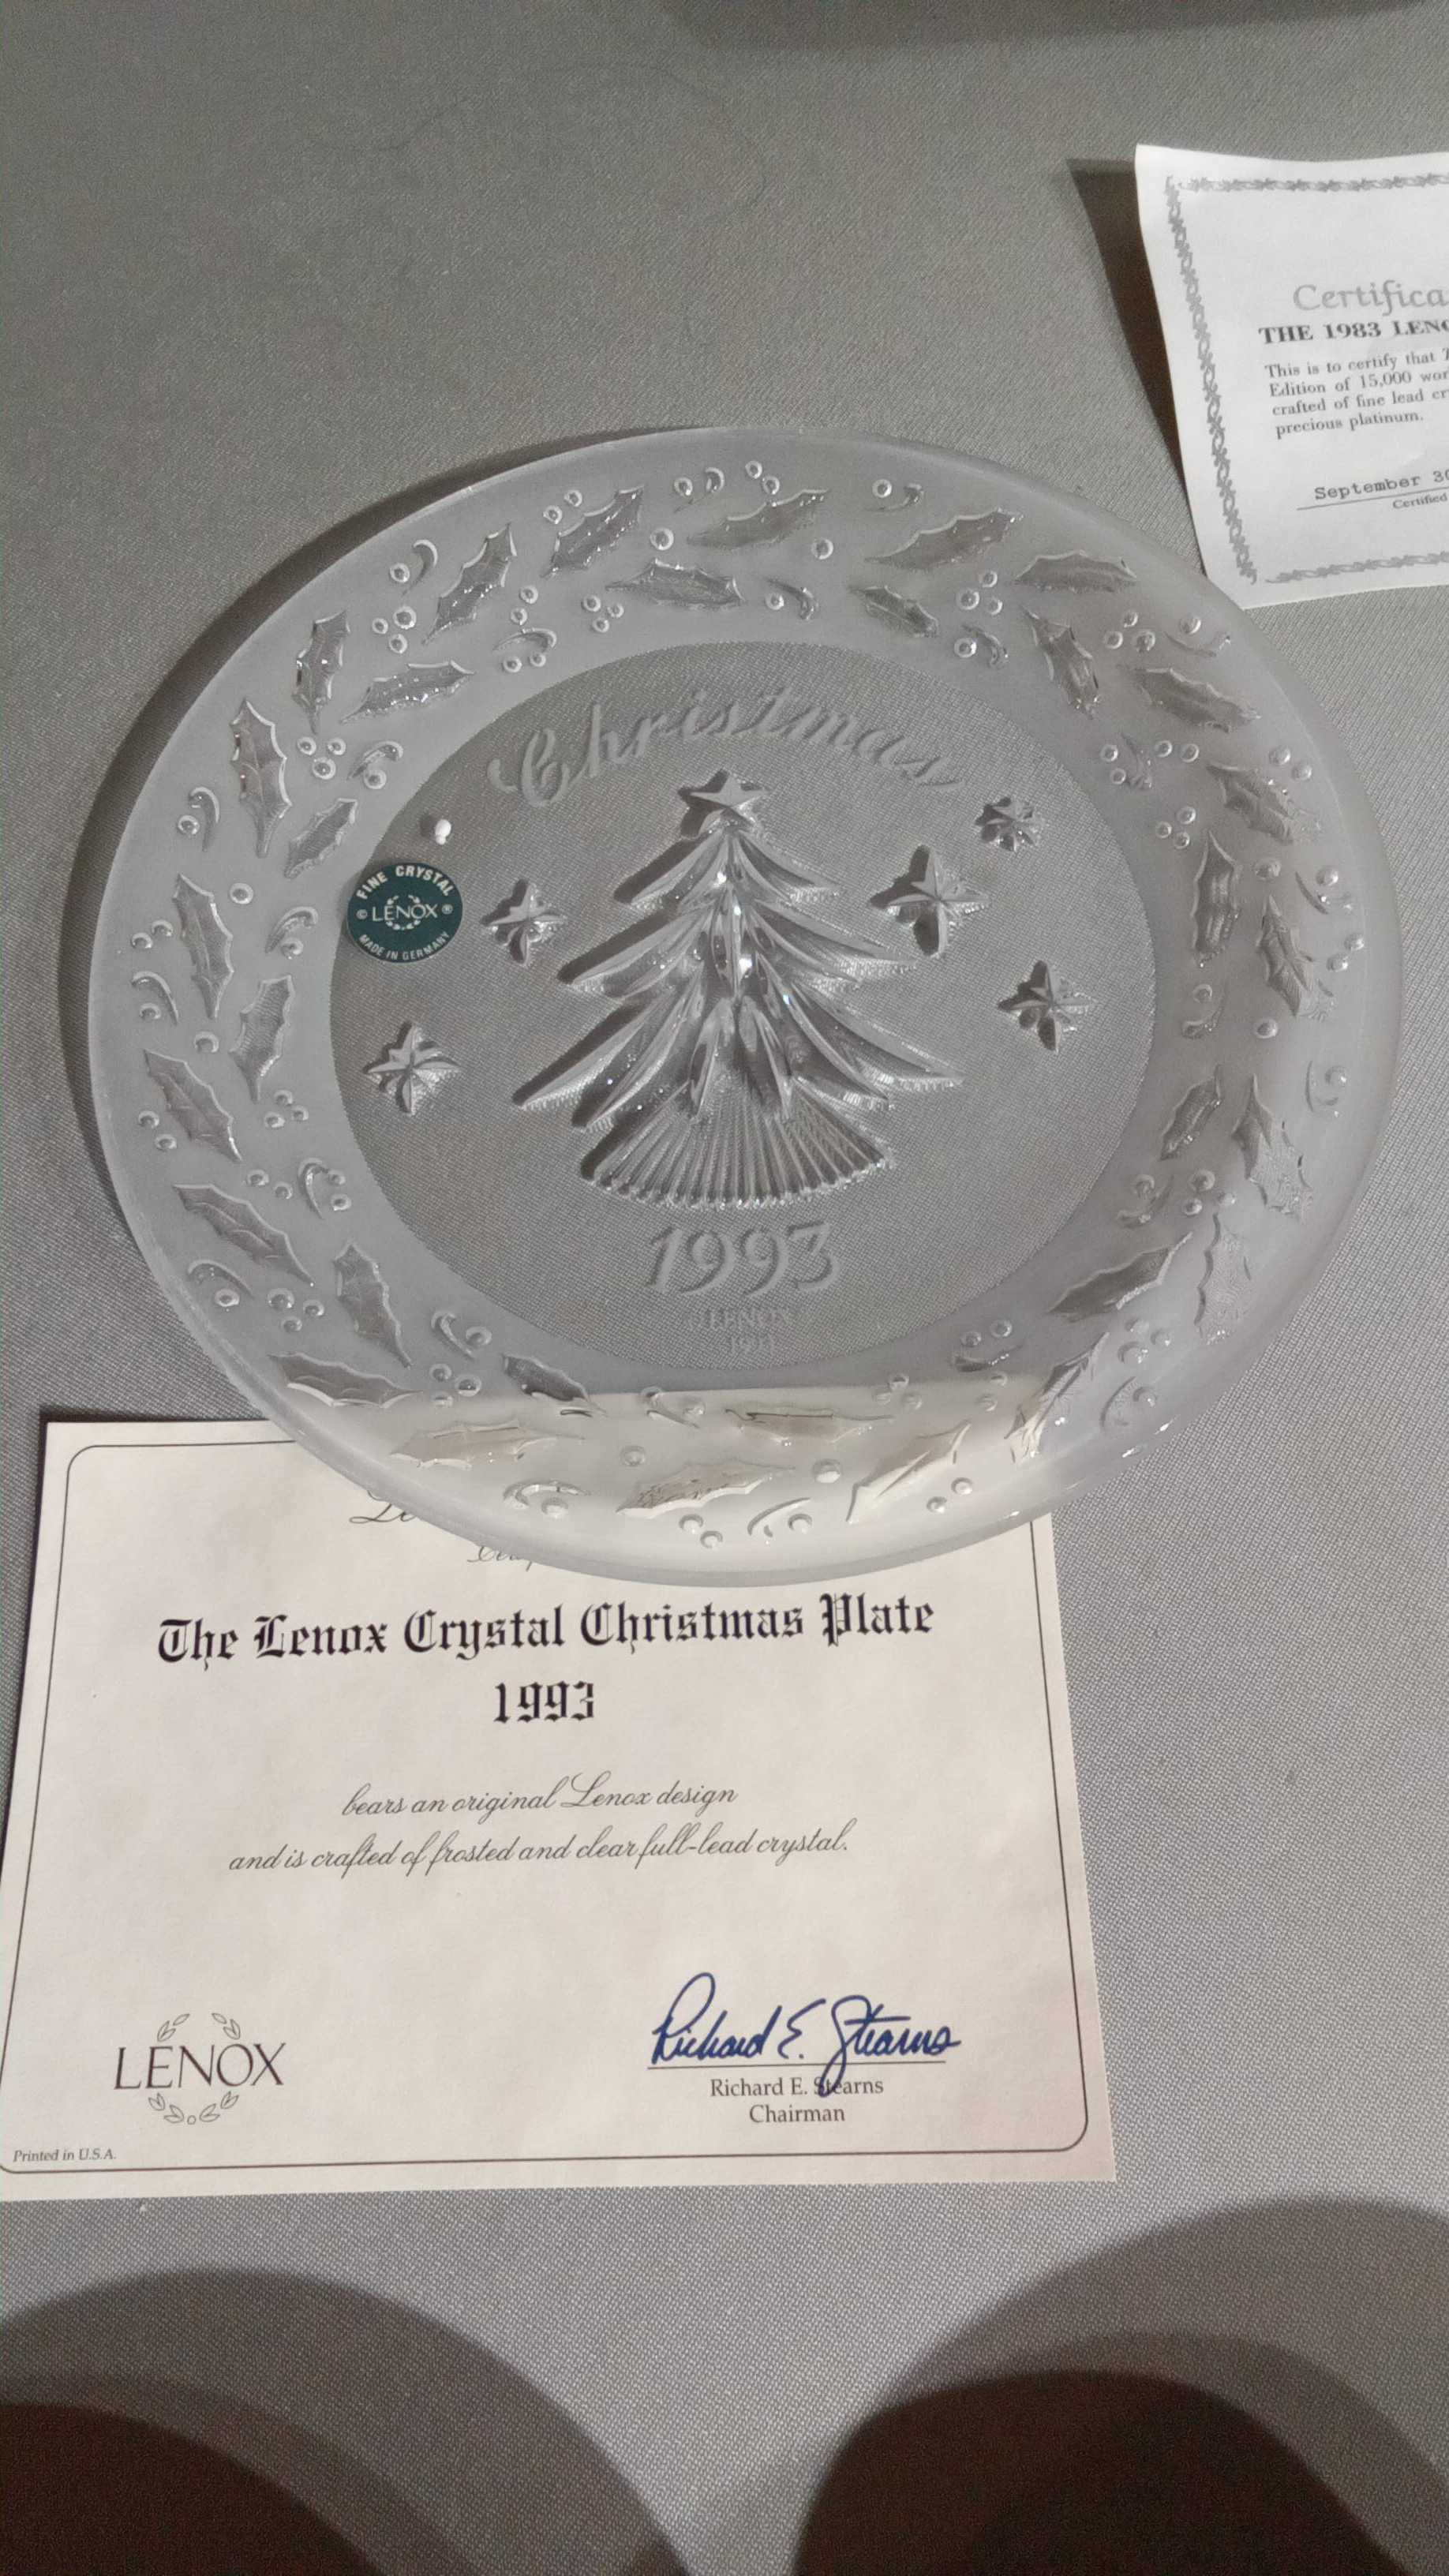 Certifica
THE 1983 LENO
This is to certify that T
Edition of 15,000 wor
crafted of fine lead cr
precious platinum.
September 30
Certified
Christmas
FINE CRYSTAL
© LENOX ®
MADE IN GERMANY
1993
LENOX
The Lenox Crystal Christmas Plate
1993
bears an original Lenox design
and is crafted of frosted and clear full-lead crystal.
Richard E. Stearns
LENOX
Richard E. Stearns
Chairman
Printed in U.S.A.